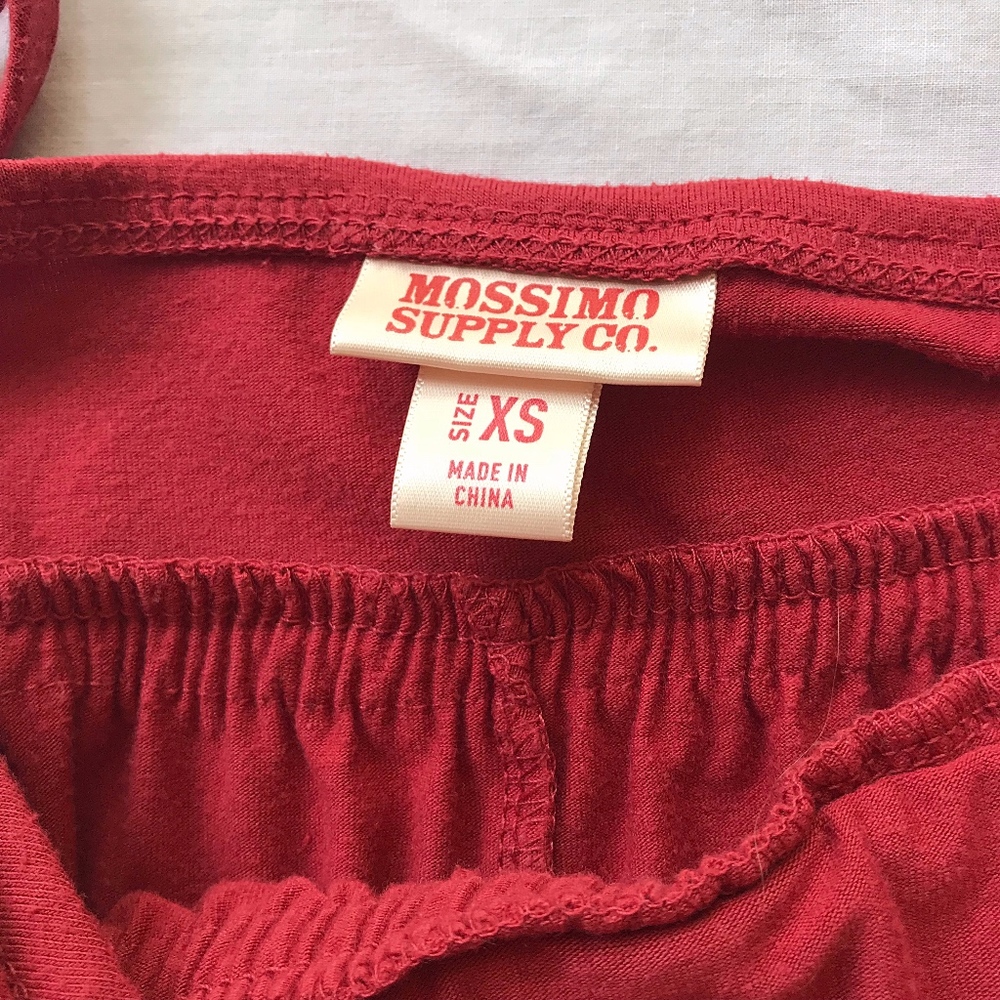 MOSSIMO
SUPPLY CO.
SIZE XS
MADE IN
CHINA